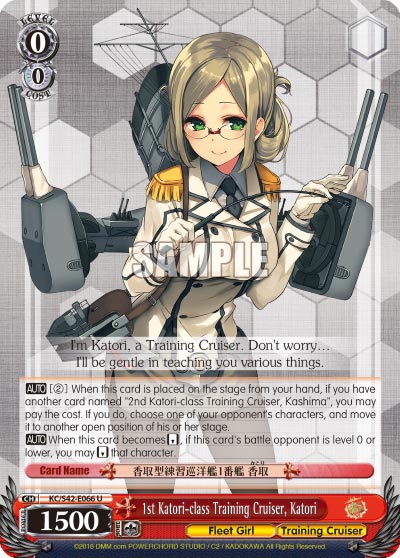 LEVEL
0
0
COST
SAMPLE
I'm Katori, a Training Cruiser. Don't worry…
I'll be gentle in teaching you various things.
AUTO [②] When this card is placed on the stage from your hand, if you have
another card named "2nd Katori-class Training Cruiser, Kashima", you may
pay the cost. If you do, choose one of your opponent's characters, and move
it to another open position of his or her stage.
AUTO When this card becomes, if this card's battle opponent is level 0 or
lower, you may
Card Name
かとり
香取型練習巡洋艦1番艦 香取
CH KC/S42-E066 U
1500
POWER
1st Katori-class Training Cruiser, Katori
Fleet Girl
Training Cruiser
©2016 DMM.com POWERCHORD STUDIO / C2 / KADOKAWA All Rights Reserved.